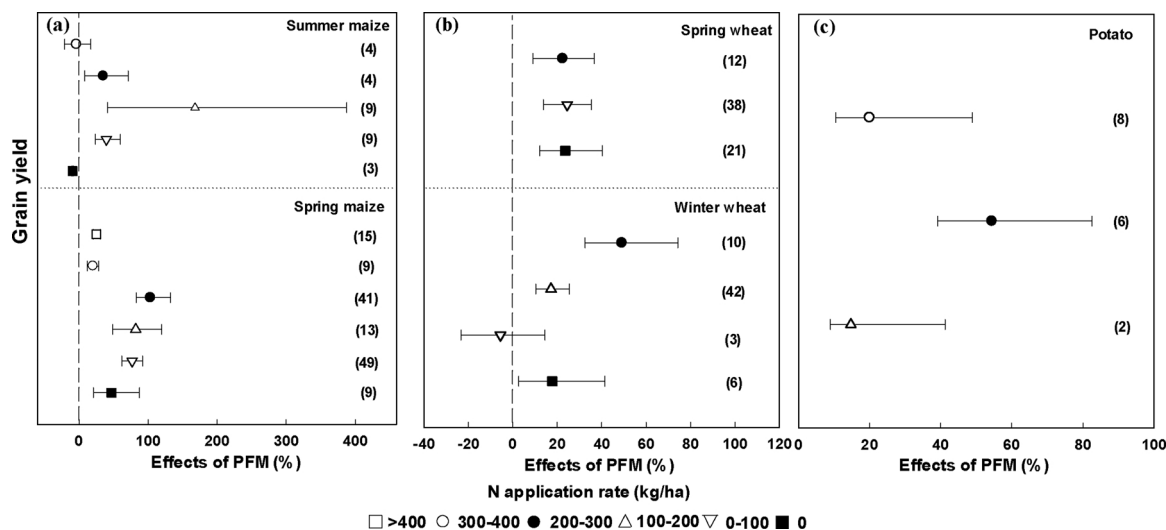 Grain yield
(a)
Summer maize
(4)
(4)
(9)
(9)
(3)
Spring maize
(15)
(9)
(41)
(13)
(49)
(9)
0 100 200 300 400
Effects of PFM (%)
(b)
Spring wheat
(12)
(38)
(21)
Winter wheat
(10)
(42)
(3)
(6)
-40 -20 0 20 40 60 80 100 120
Effects of PFM (%)
(c)
Potato
(8)
(6)
(2)
20 40 60 80 100
Effects of PFM (%)
N application rate (kg/ha)
>400 300-400 200-300 100-200 0-100 0